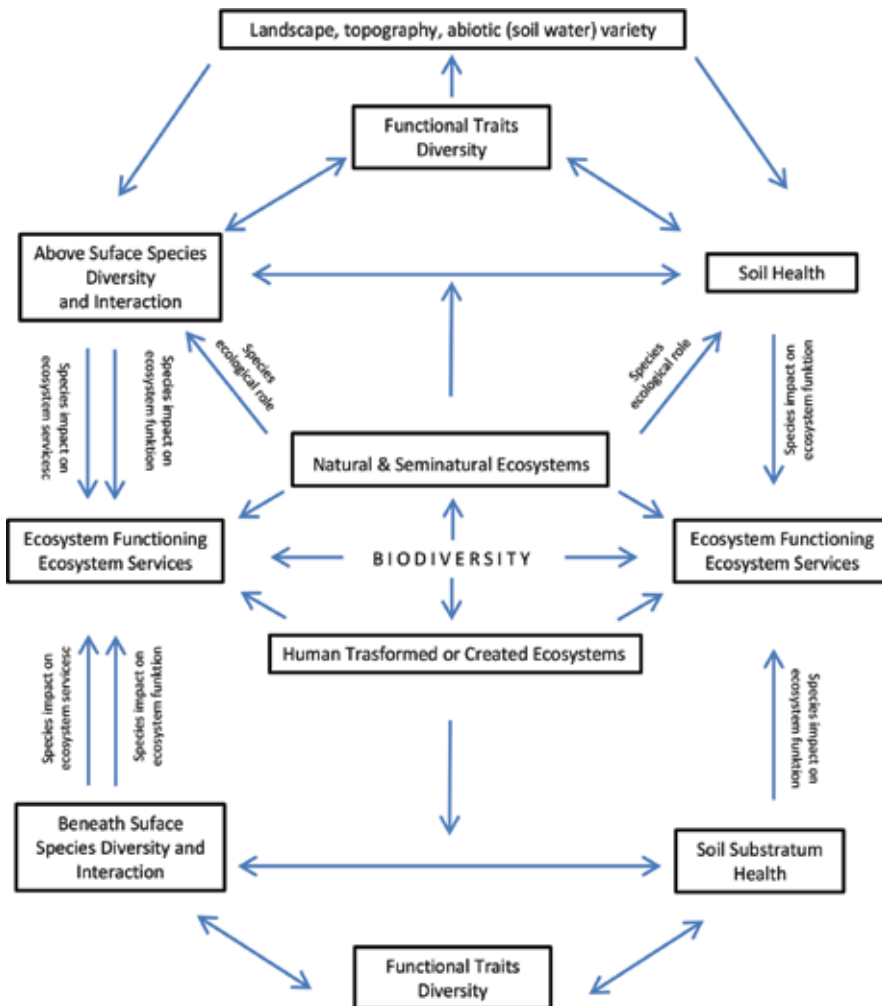 Landscape, topography, abiotic (soil water) variety
Functional Traits
Diversity
Above Suface Species
Diversity
and Interaction
Soil Health
Species impact on
ecosystem servicesc
Species impact on
ecosystem funktion
Species
ecological role
Species
ecological role
Species impact on
ecosystem funktion
Natural & Seminatural Ecosystems
Ecosystem Functioning
Ecosystem Services
BIODIVERSITY
Ecosystem Functioning
Ecosystem Services
Human Trasformed or Created Ecosystems
Species impact on
ecosystem servicesc
Species impact on
ecosystem funktion
Species impact on
ecosystem funktion
Beneath Suface
Species Diversity and
Interaction
Soil Substratum
Health
Functional Traits
Diversity